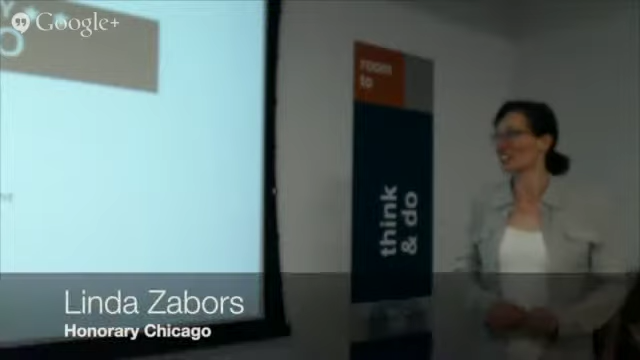 Google+
Y
O
room
to
think
& do
Linda Zabors
Honorary Chicago